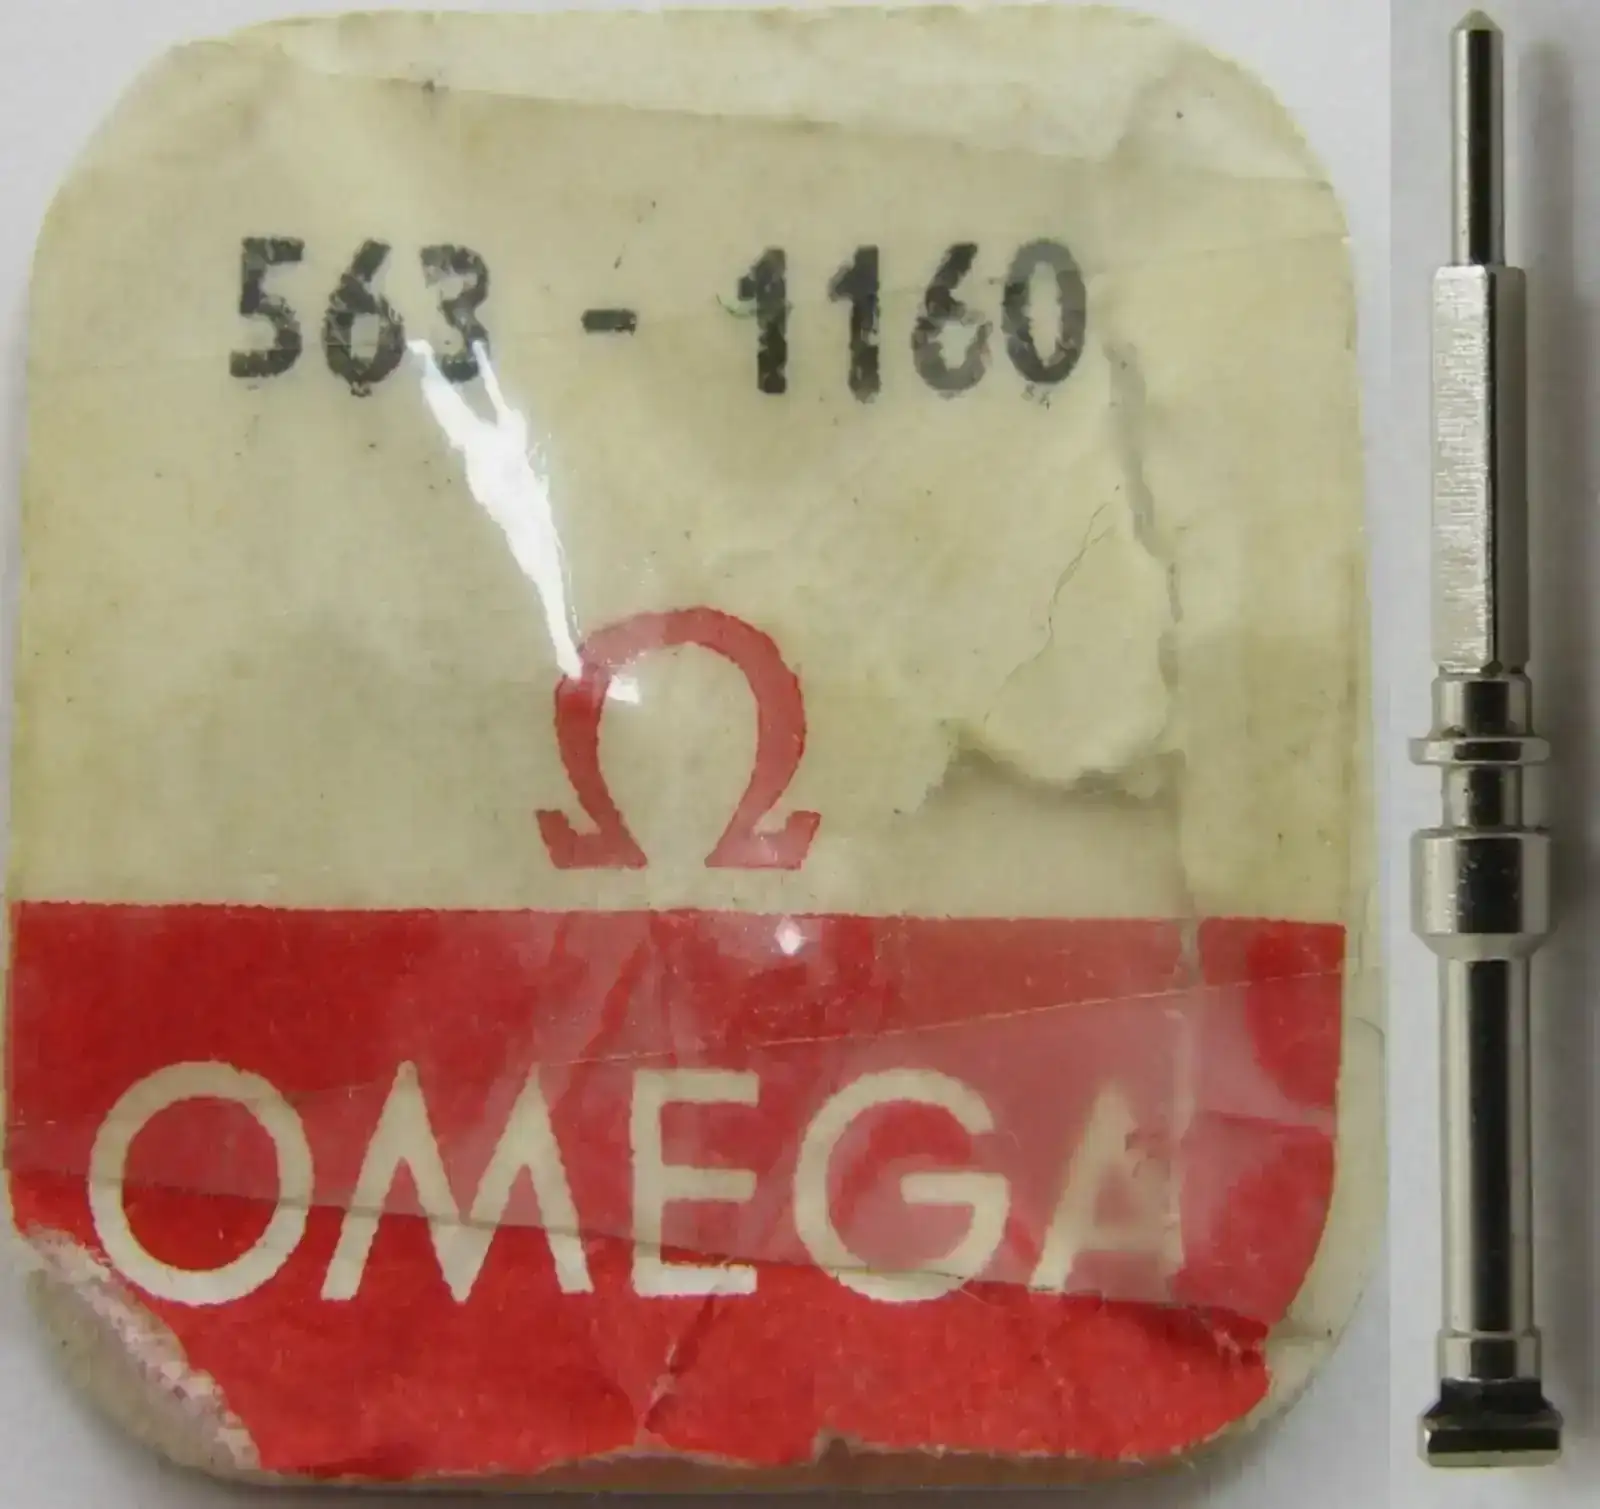 563 - 1160
Ω
OMEGA